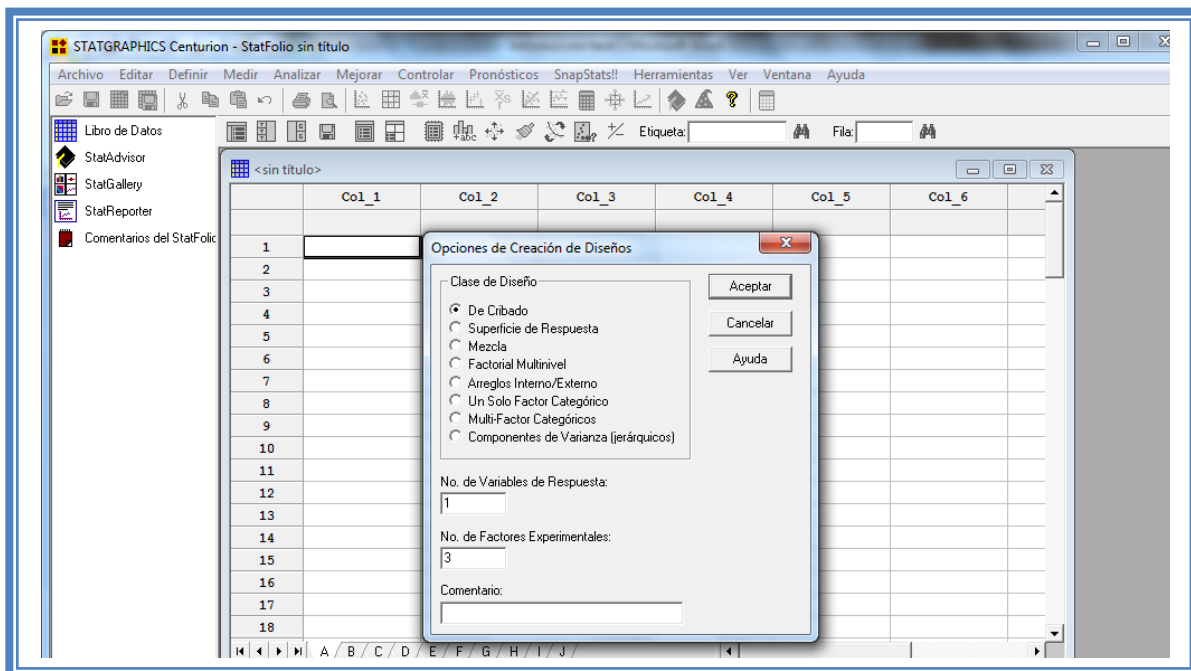 STATGRAPHICS Centurion - StatFolio sin título
Archivo Editar Definir Medir Analizar Mejorar Controlar Pronósticos SnapStats!! Herramientas Ver Ventana Ayuda
Libro de Datos
StatAdvisor
StatGallery
StatReporter
Comentarios del StatFolio
Etiqueta:
Fila:
<sin título>
Col_1 Col_2 Col_3 Col_4 Col_5 Col_6
1
2
3
4
5
6
7
8
9
10
11
12
13
14
15
16
17
18
A / B / C / D / E / F / G / H / I / J /
Opciones de Creación de Diseños
Clase de Diseño
De Cribado
Superficie de Respuesta
Mezcla
Factorial Multinivel
Arreglos Interno/Externo
Un Solo Factor Categórico
Multi-Factor Categóricos
Componentes de Varianza (jerárquicos)
Aceptar
Cancelar
Ayuda
No. de Variables de Respuesta:
1
No. de Factores Experimentales:
3
Comentario: